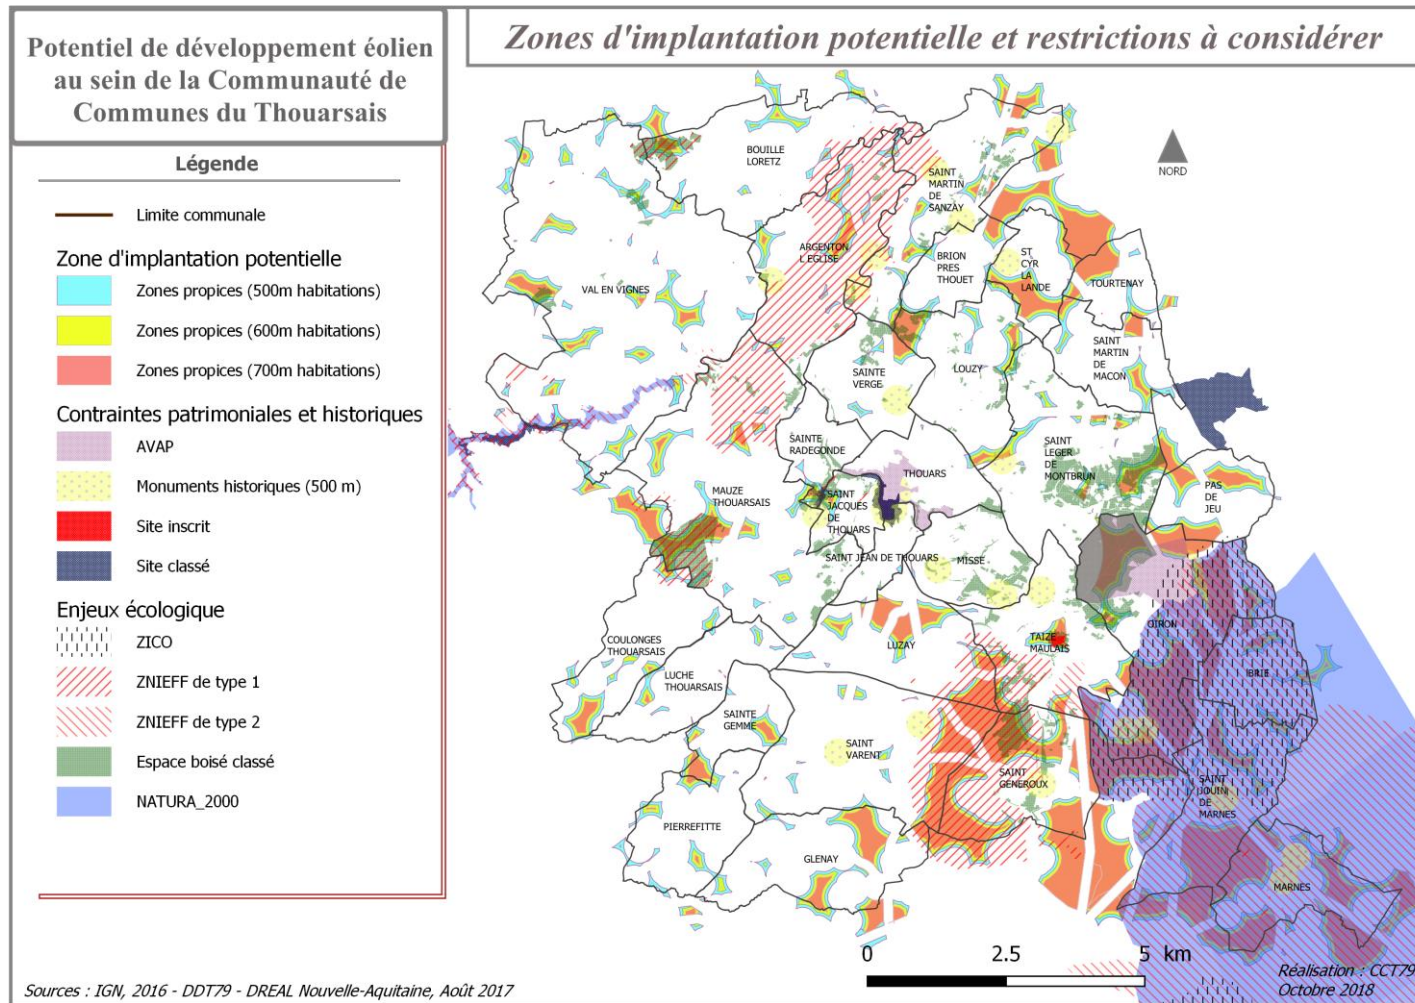 Potentiel de développement éolien
au sein de la Communauté de
Communes du Thouarsais
Zones d'implantation potentielle et restrictions à considérer
Légende
Limite communale
Zone d'implantation potentielle
Zones propices (500m habitations)
Zones propices (600m habitations)
Zones propices (700m habitations)
Contraintes patrimoniales et historiques
AVAP
Monuments historiques (500 m)
Site inscrit
Site classé
Enjeux écologique
ZICO
ZNIEFF de type 1
ZNIEFF de type 2
Espace boisé classé
NATURA_2000
NORD
BOUILLE
LORETZ
SAINT
MARTIN
DE
SANZAY
ARGENTON
L EGLISE
BRION
PRES
THOUET
ST
CYR
LA
LANDE
TOURTENAY
VAL EN VIGNES
SAINT
MARTIN
DE
MACON
SAINTE
VERGE
LOUZY
SAINTE
RADEGONDE
THOUARS
SAINT
LEGER
DE
MONTBRUN
PAS
DE
JEU
MAUZE
THOUARSAIS
SAINT
JACQUES
DE
THOUARS
SAINT JEAN DE THOUARS
MISSE
OIRON
TAIZE
MAULAIS
LUZAY
COULONGES
THOUARSAIS
LUCHE
THOUARSAIS
BRIE
SAINTE
GEMME
SAINT
VARENT
SAINT
GENEROUX
SAINT
JOUIN
DE
MARNES
PIERREFITTE
GLENAY
MARNES
0 2.5 5 km
Sources : IGN, 2016 - DDT79 - DREAL Nouvelle-Aquitaine, Août 2017
Réalisation : CCT79
Octobre 2018